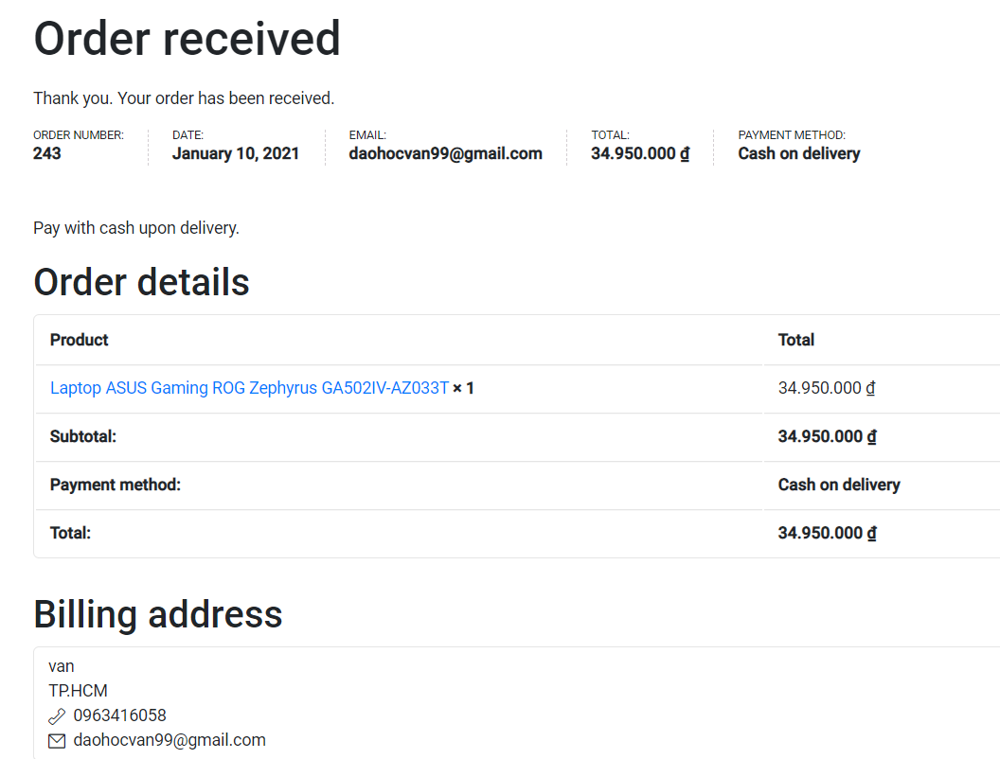 Order received
Thank you. Your order has been received.
ORDER NUMBER: DATE: EMAIL: TOTAL: PAYMENT METHOD:
243 January 10, 2021 daohocvan99@gmail.com 34.950.000 ₫ Cash on delivery
Pay with cash upon delivery.
Order details
Product Total
Laptop ASUS Gaming ROG Zephyrus GA502IV-AZ033T × 1 34.950.000 ₫
Subtotal: 34.950.000 ₫
Payment method: Cash on delivery
Total: 34.950.000 ₫
Billing address
van
TP.HCM
0963416058
daohocvan99@gmail.com